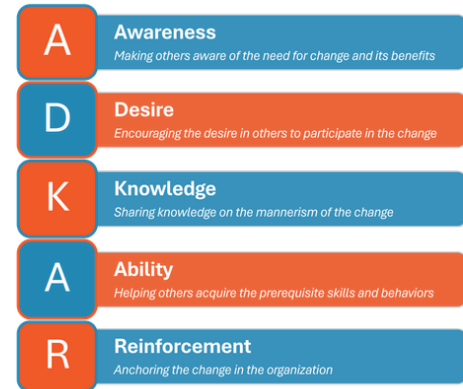 A
Awareness
Making others aware of the need for change and its benefits
D
Desire
Encouraging the desire in others to participate in the change
K
Knowledge
Sharing knowledge on the mannerism of the change
A
Ability
Helping others acquire the prerequisite skills and behaviors
R
Reinforcement
Anchoring the change in the organization